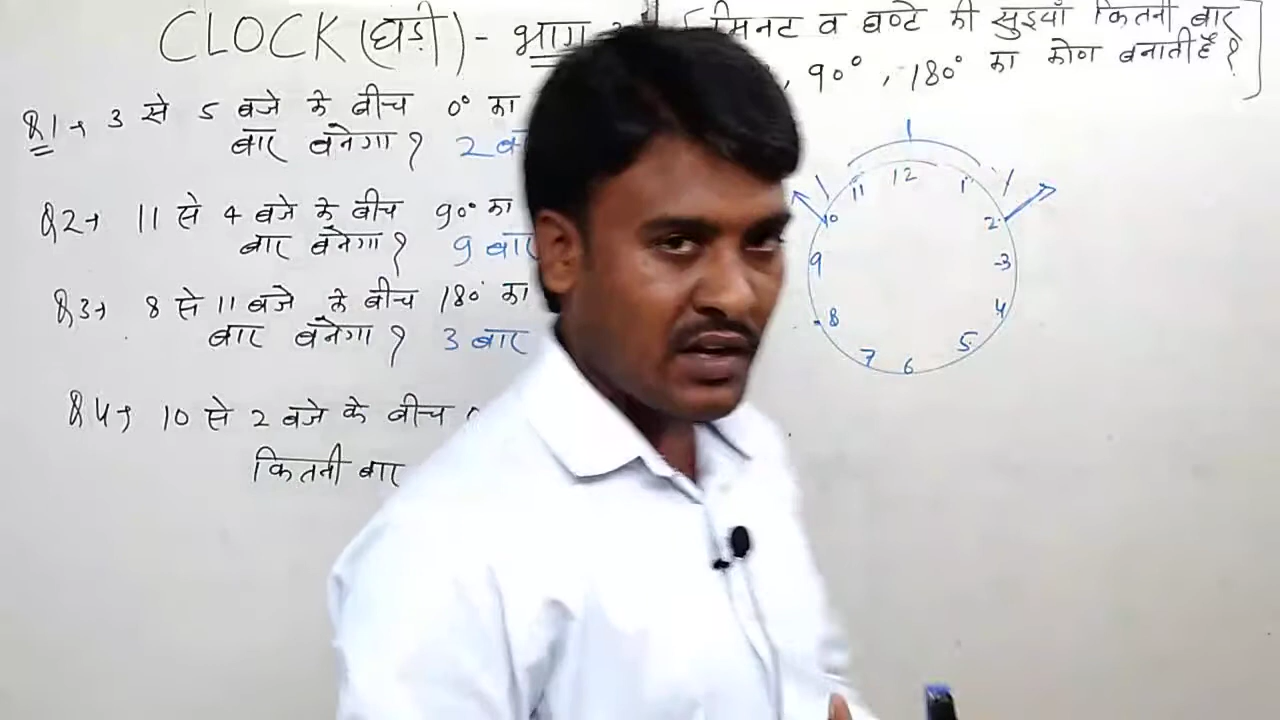 CLOCK (घड़ी) - भाग
मिनट व घण्टे की सुइयाँ कितनी बार
, 90° , 180° का कोण बनाती हैं ?
Q1→ 3 से 5 बजे के बीच 0° का
बार बनेगा ? 2
Q2→ 11 से 4 बजे के बीच 90° का
बार बनेगा ? 9 बार
Q3→ 8 से 11 बजे के बीच 180° का
बार बनेगा ? 3 बार
Q4→ 10 से 2 बजे के बीच
कितनी बार
1
11 12 1
10 2
9 3
8 4
7 6 5